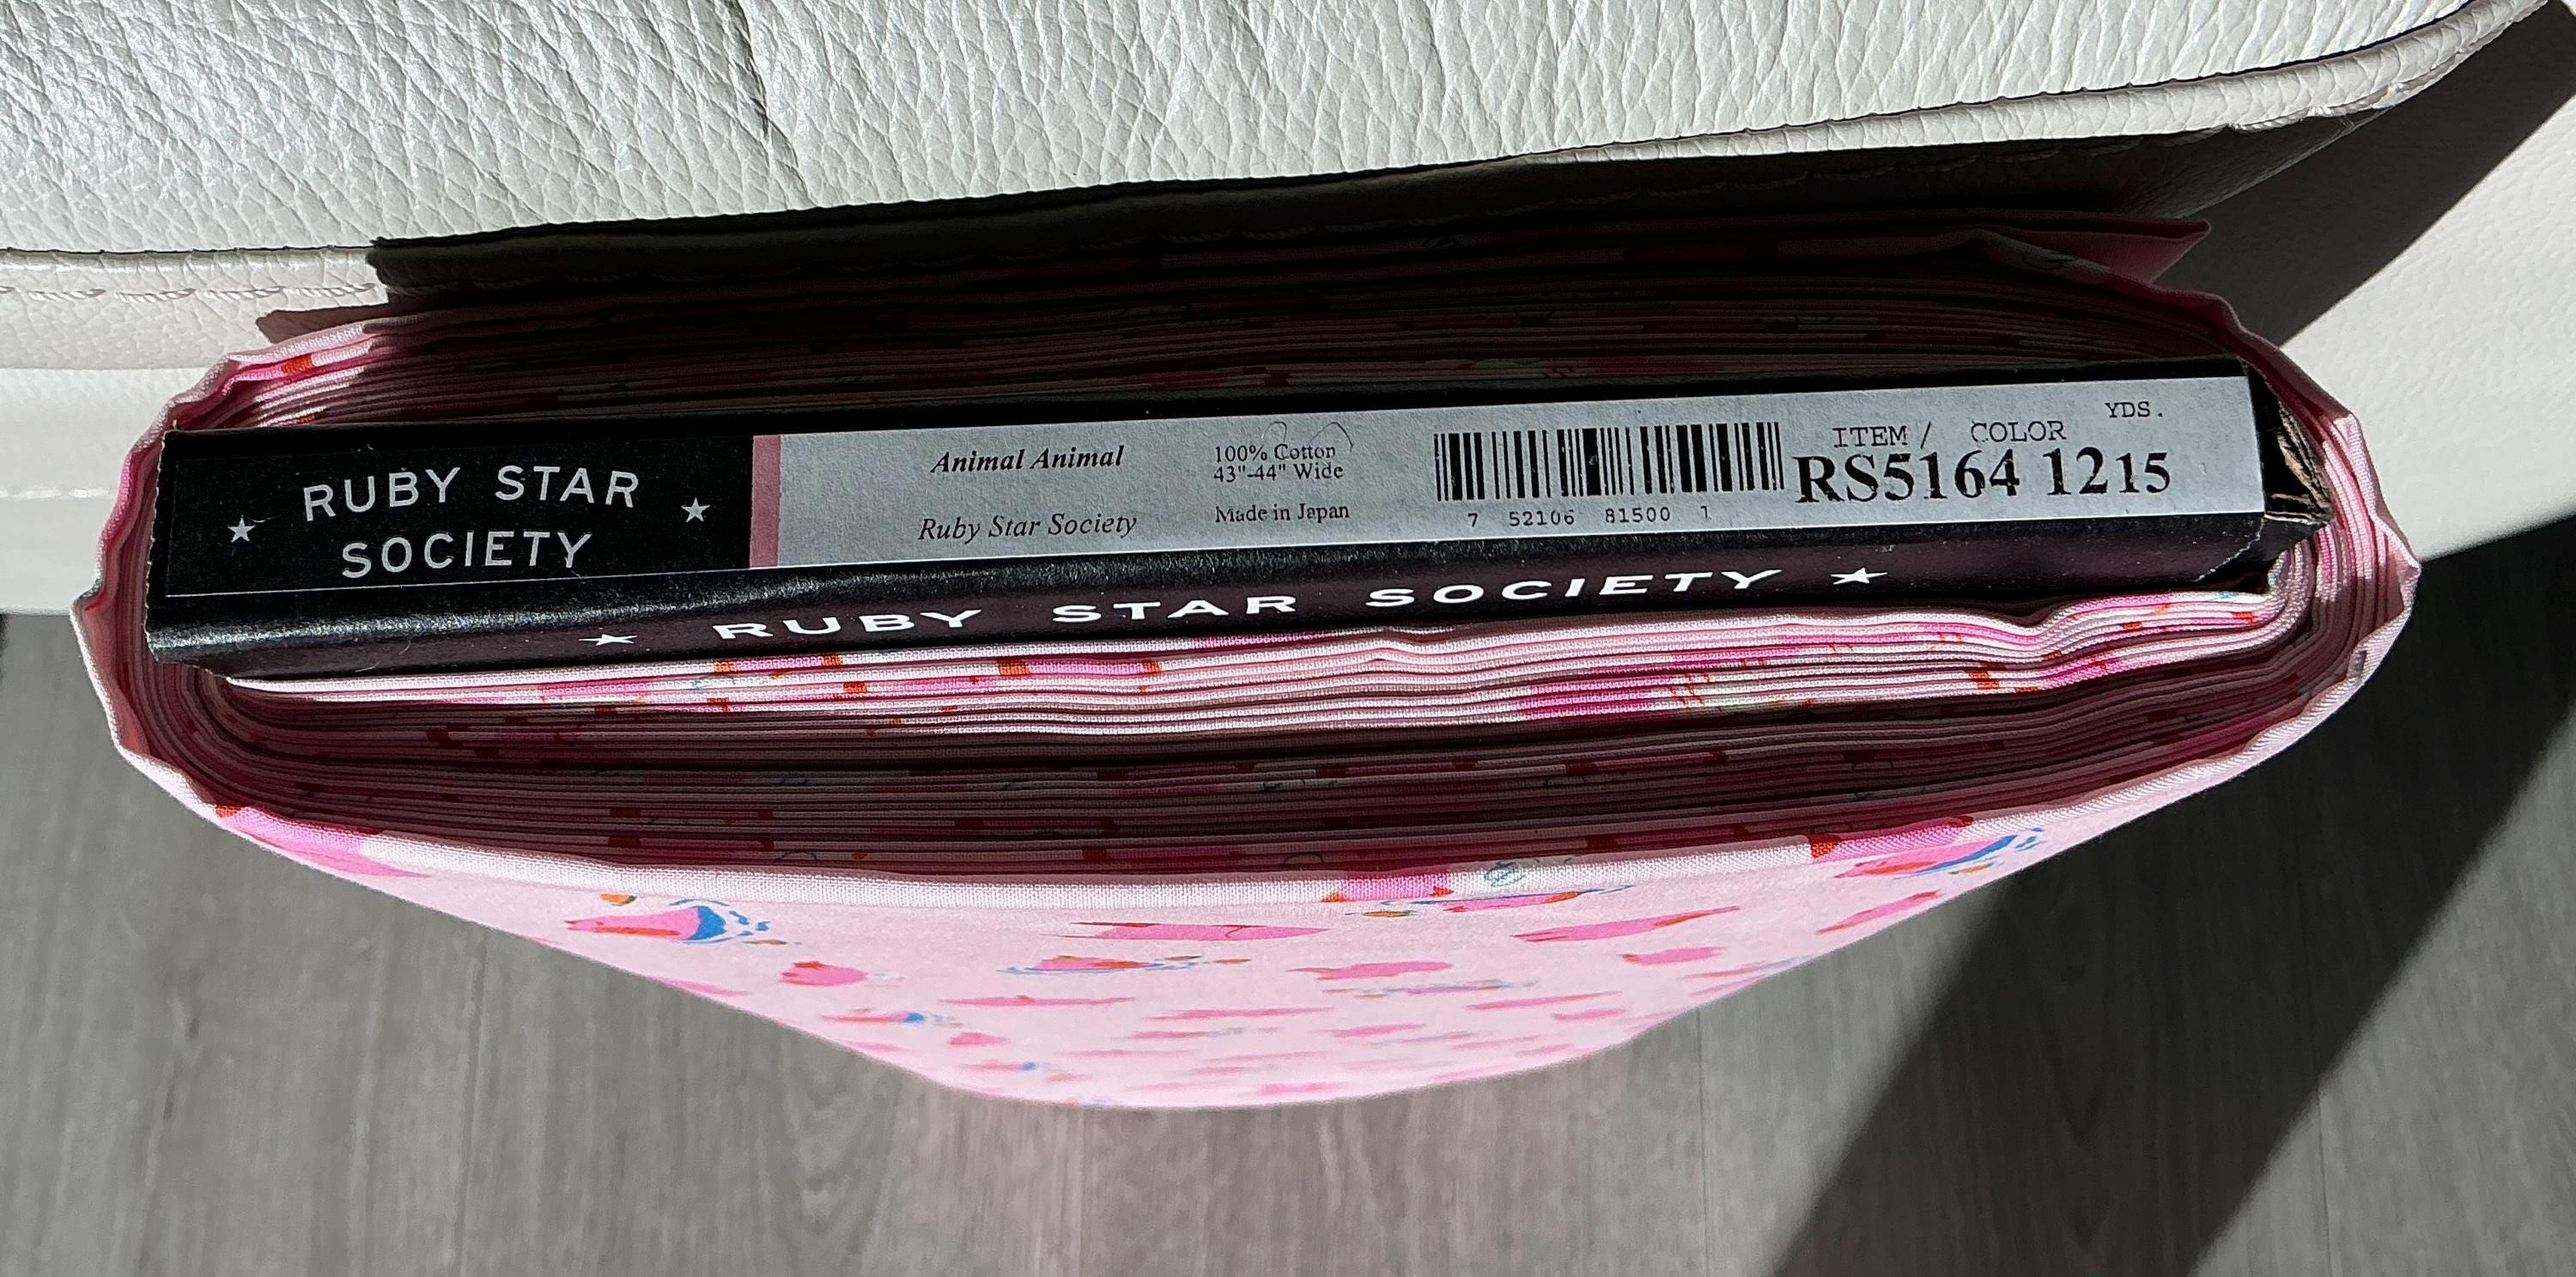 RUBY STAR
SOCIETY
Animal Animal
Ruby Star Society
100% Cotton
43"-44" Wide
Made in Japan
7 52106 81500 1
ITEM/ COLOR YDS.
RS5164 1215
RUBY STAR SOCIETY